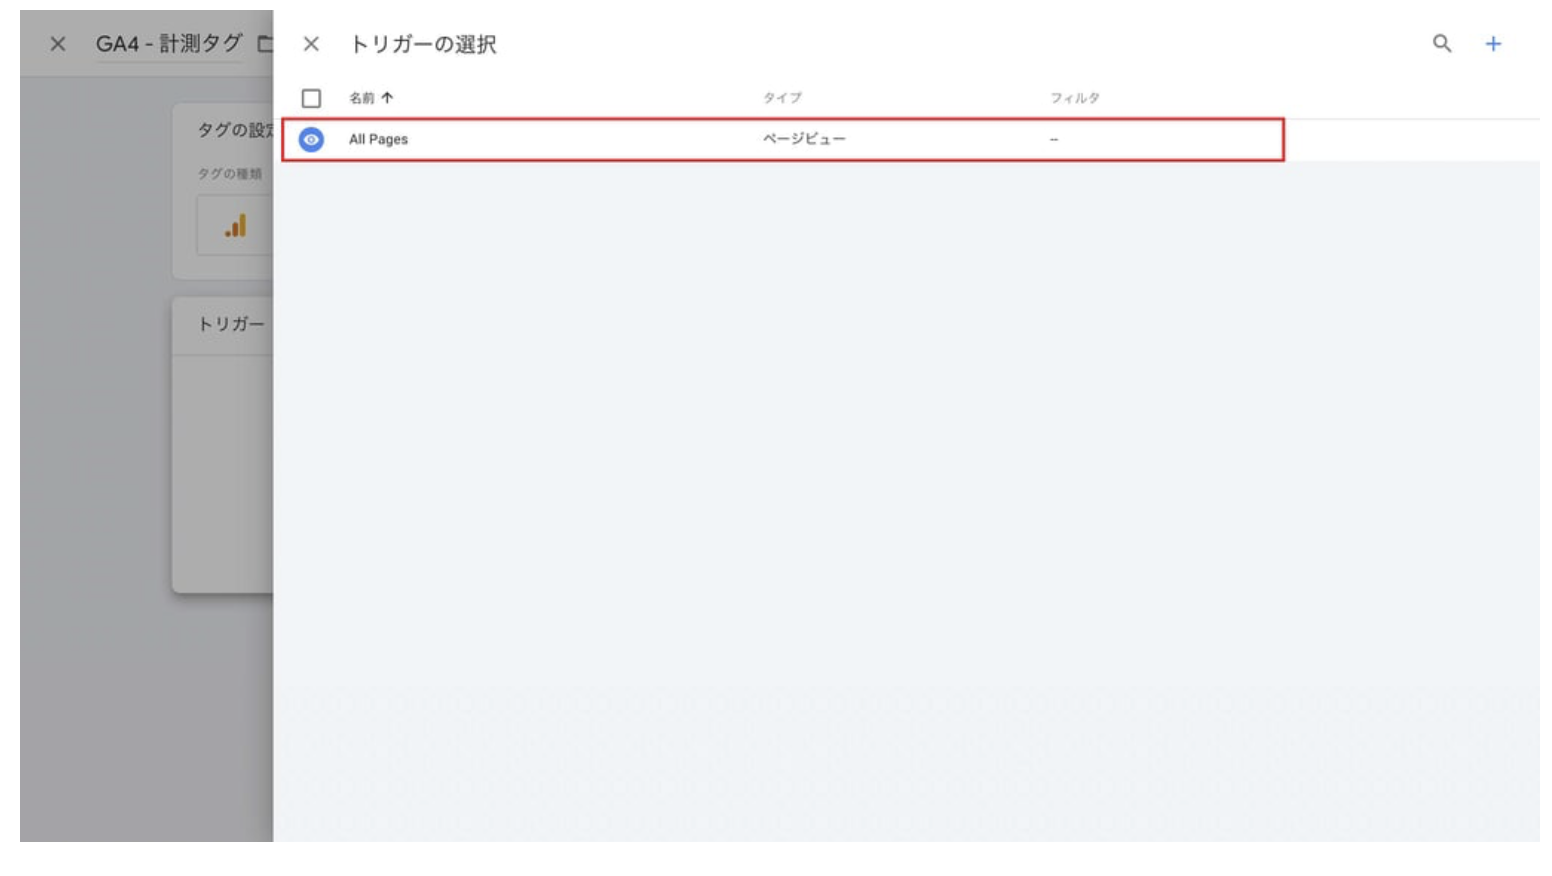 GA4 - 計測タグ
トリガーの選択
名前 ↑ タイプ フィルタ
All Pages ページビュー --
タグの設定
タグの種類
トリガー